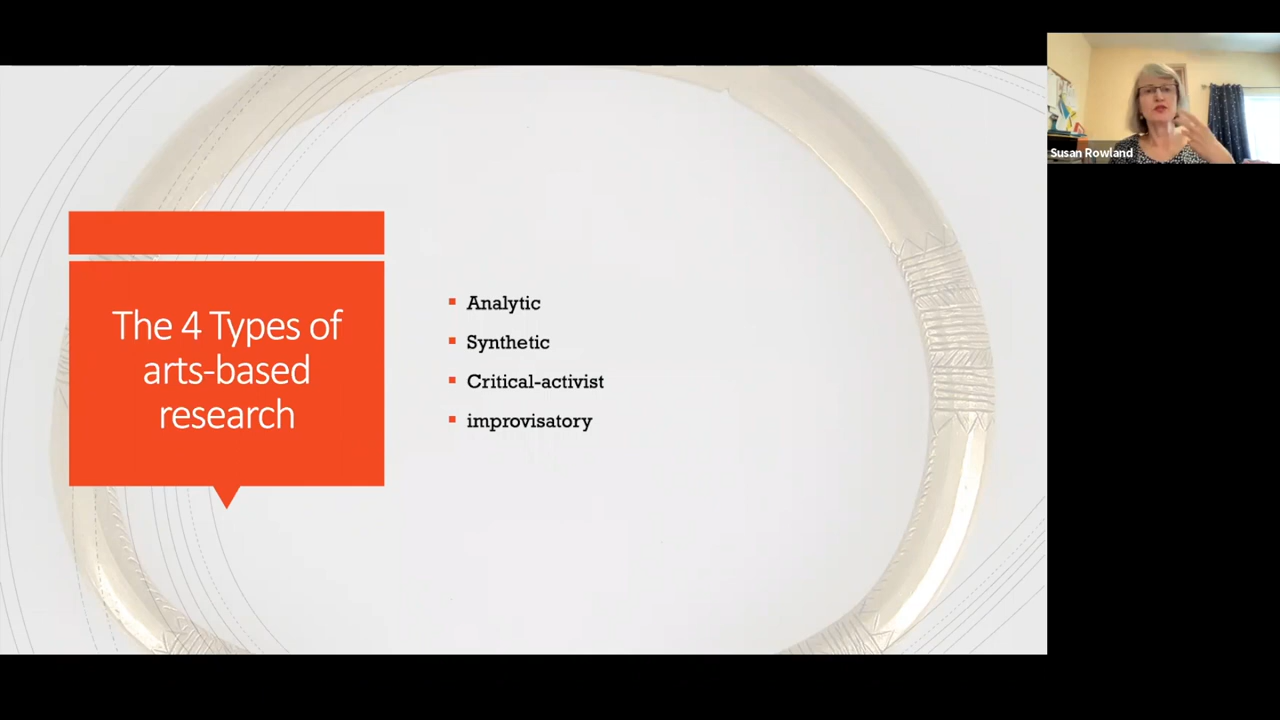 The 4 Types of
arts-based
research
Analytic
Synthetic
Critical-activist
improvisatory
Susan Rowland